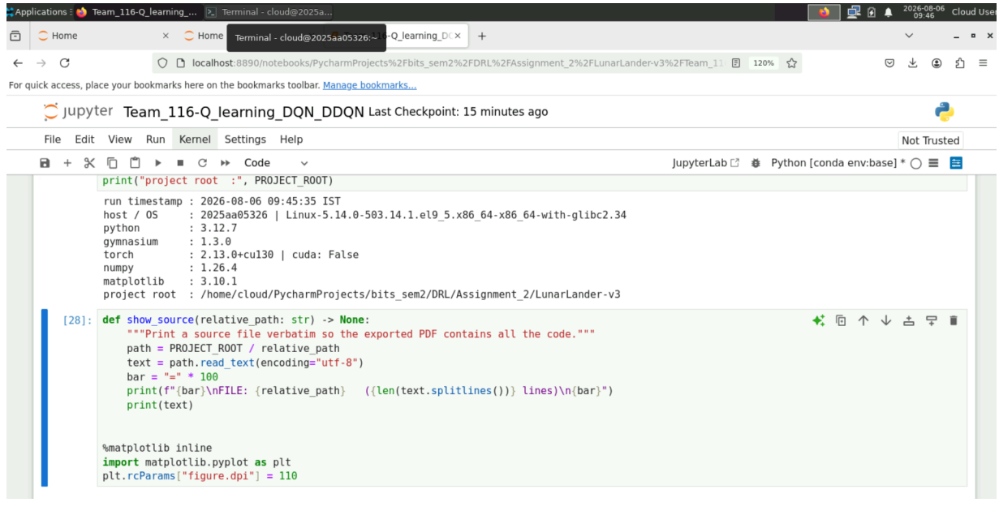 Applications Team_116-Q_learning_... Terminal - cloud@2025a... 2026-08-06 09:46 Cloud User
Home × Home Terminal - cloud@2025aa05326:~ -Q_learning_DC × +
localhost:8890/notebooks/PycharmProjects%2Fbits_sem2%2FDRL%2FAssignment_2%2FLunarLander-v3%2FTeam_11 120%
For quick access, place your bookmarks here on the bookmarks toolbar. Manage bookmarks...
jupyter Team_116-Q_learning_DQN_DDQN Last Checkpoint: 15 minutes ago
File Edit View Run Kernel Settings Help Not Trusted
Code JupyterLab Python [conda env:base] *
print("project root  :", PROJECT_ROOT)
run timestamp : 2026-08-06 09:45:35 IST
host / OS     : 2025aa05326 | Linux-5.14.0-503.14.1.el9_5.x86_64-x86_64-with-glibc2.34
python        : 3.12.7
gymnasium     : 1.3.0
torch         : 2.13.0+cu130 | cuda: False
numpy         : 1.26.4
matplotlib    : 3.10.1
project root  : /home/cloud/PycharmProjects/bits_sem2/DRL/Assignment_2/LunarLander-v3
[28]: def show_source(relative_path: str) -> None:
    """Print a source file verbatim so the exported PDF contains all the code."""
    path = PROJECT_ROOT / relative_path
    text = path.read_text(encoding="utf-8")
    bar = "=" * 100
    print(f"{bar}\nFILE: {relative_path}   ({len(text.splitlines())} lines)\n{bar}")
    print(text)
%matplotlib inline
import matplotlib.pyplot as plt
plt.rcParams["figure.dpi"] = 110